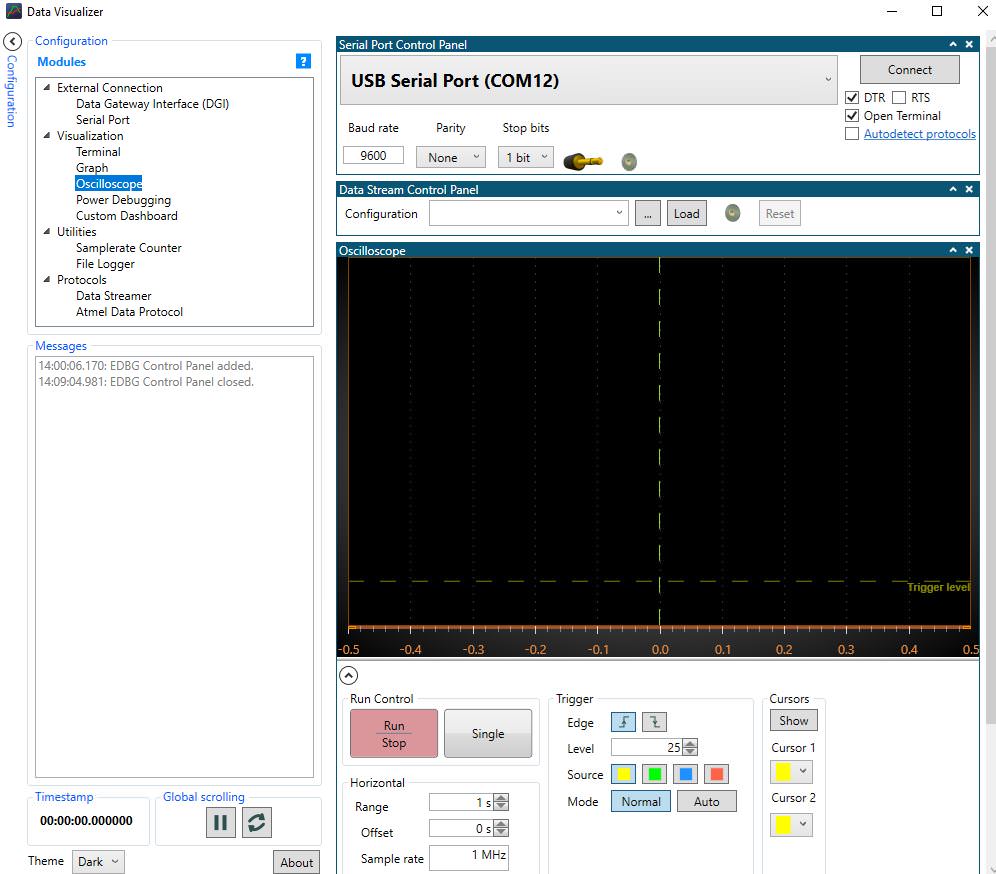 Data Visualizer
Configuration
Configuration
Modules
?
External Connection
Data Gateway Interface (DGI)
Serial Port
Visualization
Terminal
Graph
Oscilloscope
Power Debugging
Custom Dashboard
Utilities
Samplerate Counter
File Logger
Protocols
Data Streamer
Atmel Data Protocol
Messages
14:00:06.170: EDBG Control Panel added.
14:09:04.981: EDBG Control Panel closed.
Timestamp
00:00:00.000000
Global scrolling
Theme
Dark
About
Serial Port Control Panel
USB Serial Port (COM12)
Connect
DTR
RTS
Open Terminal
Autodetect protocols
Baud rate
Parity
Stop bits
9600
None
1 bit
Data Stream Control Panel
Configuration
...
Load
Reset
Oscilloscope
Trigger level
-0.5 -0.4 -0.3 -0.2 -0.1 0.0 0.1 0.2 0.3 0.4 0.5
Run Control
Run
Stop
Single
Horizontal
Range
1 s
Offset
0 s
Sample rate
1 MHz
Trigger
Edge
Level
25
Source
Mode
Normal
Auto
Cursors
Show
Cursor 1
Cursor 2